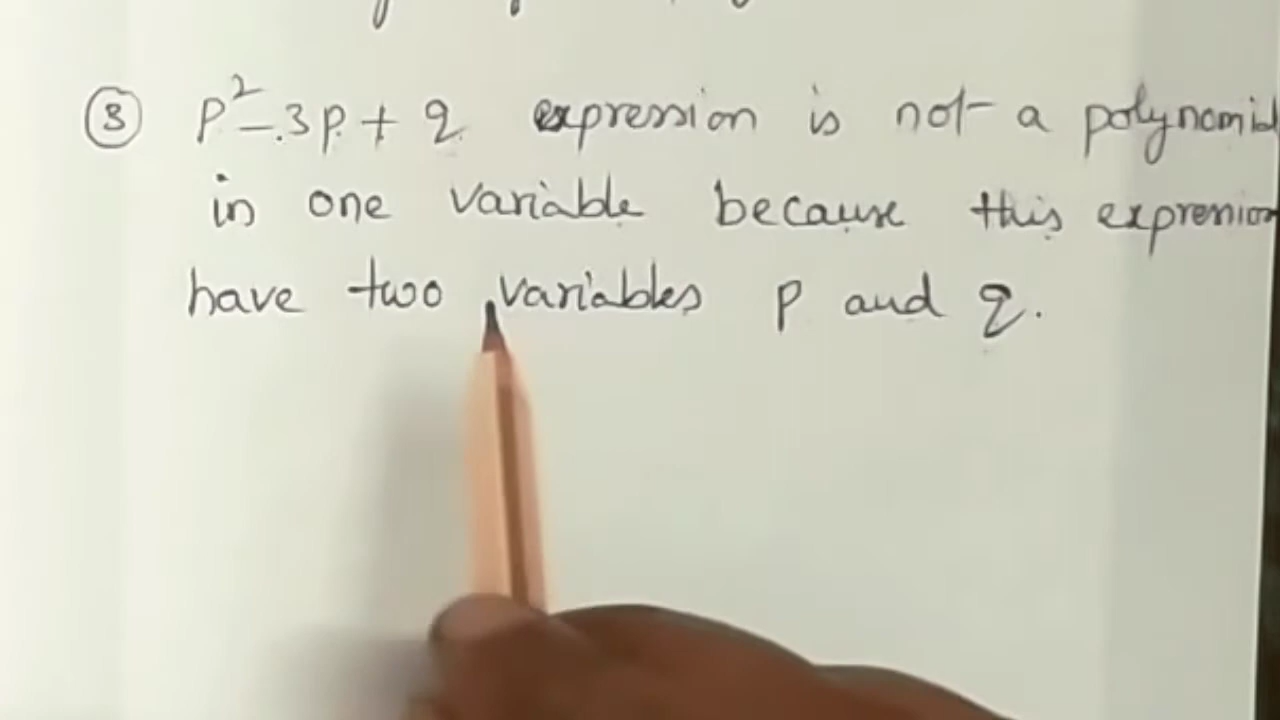 ③ p² - 3p + q expression is not a polynomial
in one variable because this expression
have two variables p and q.